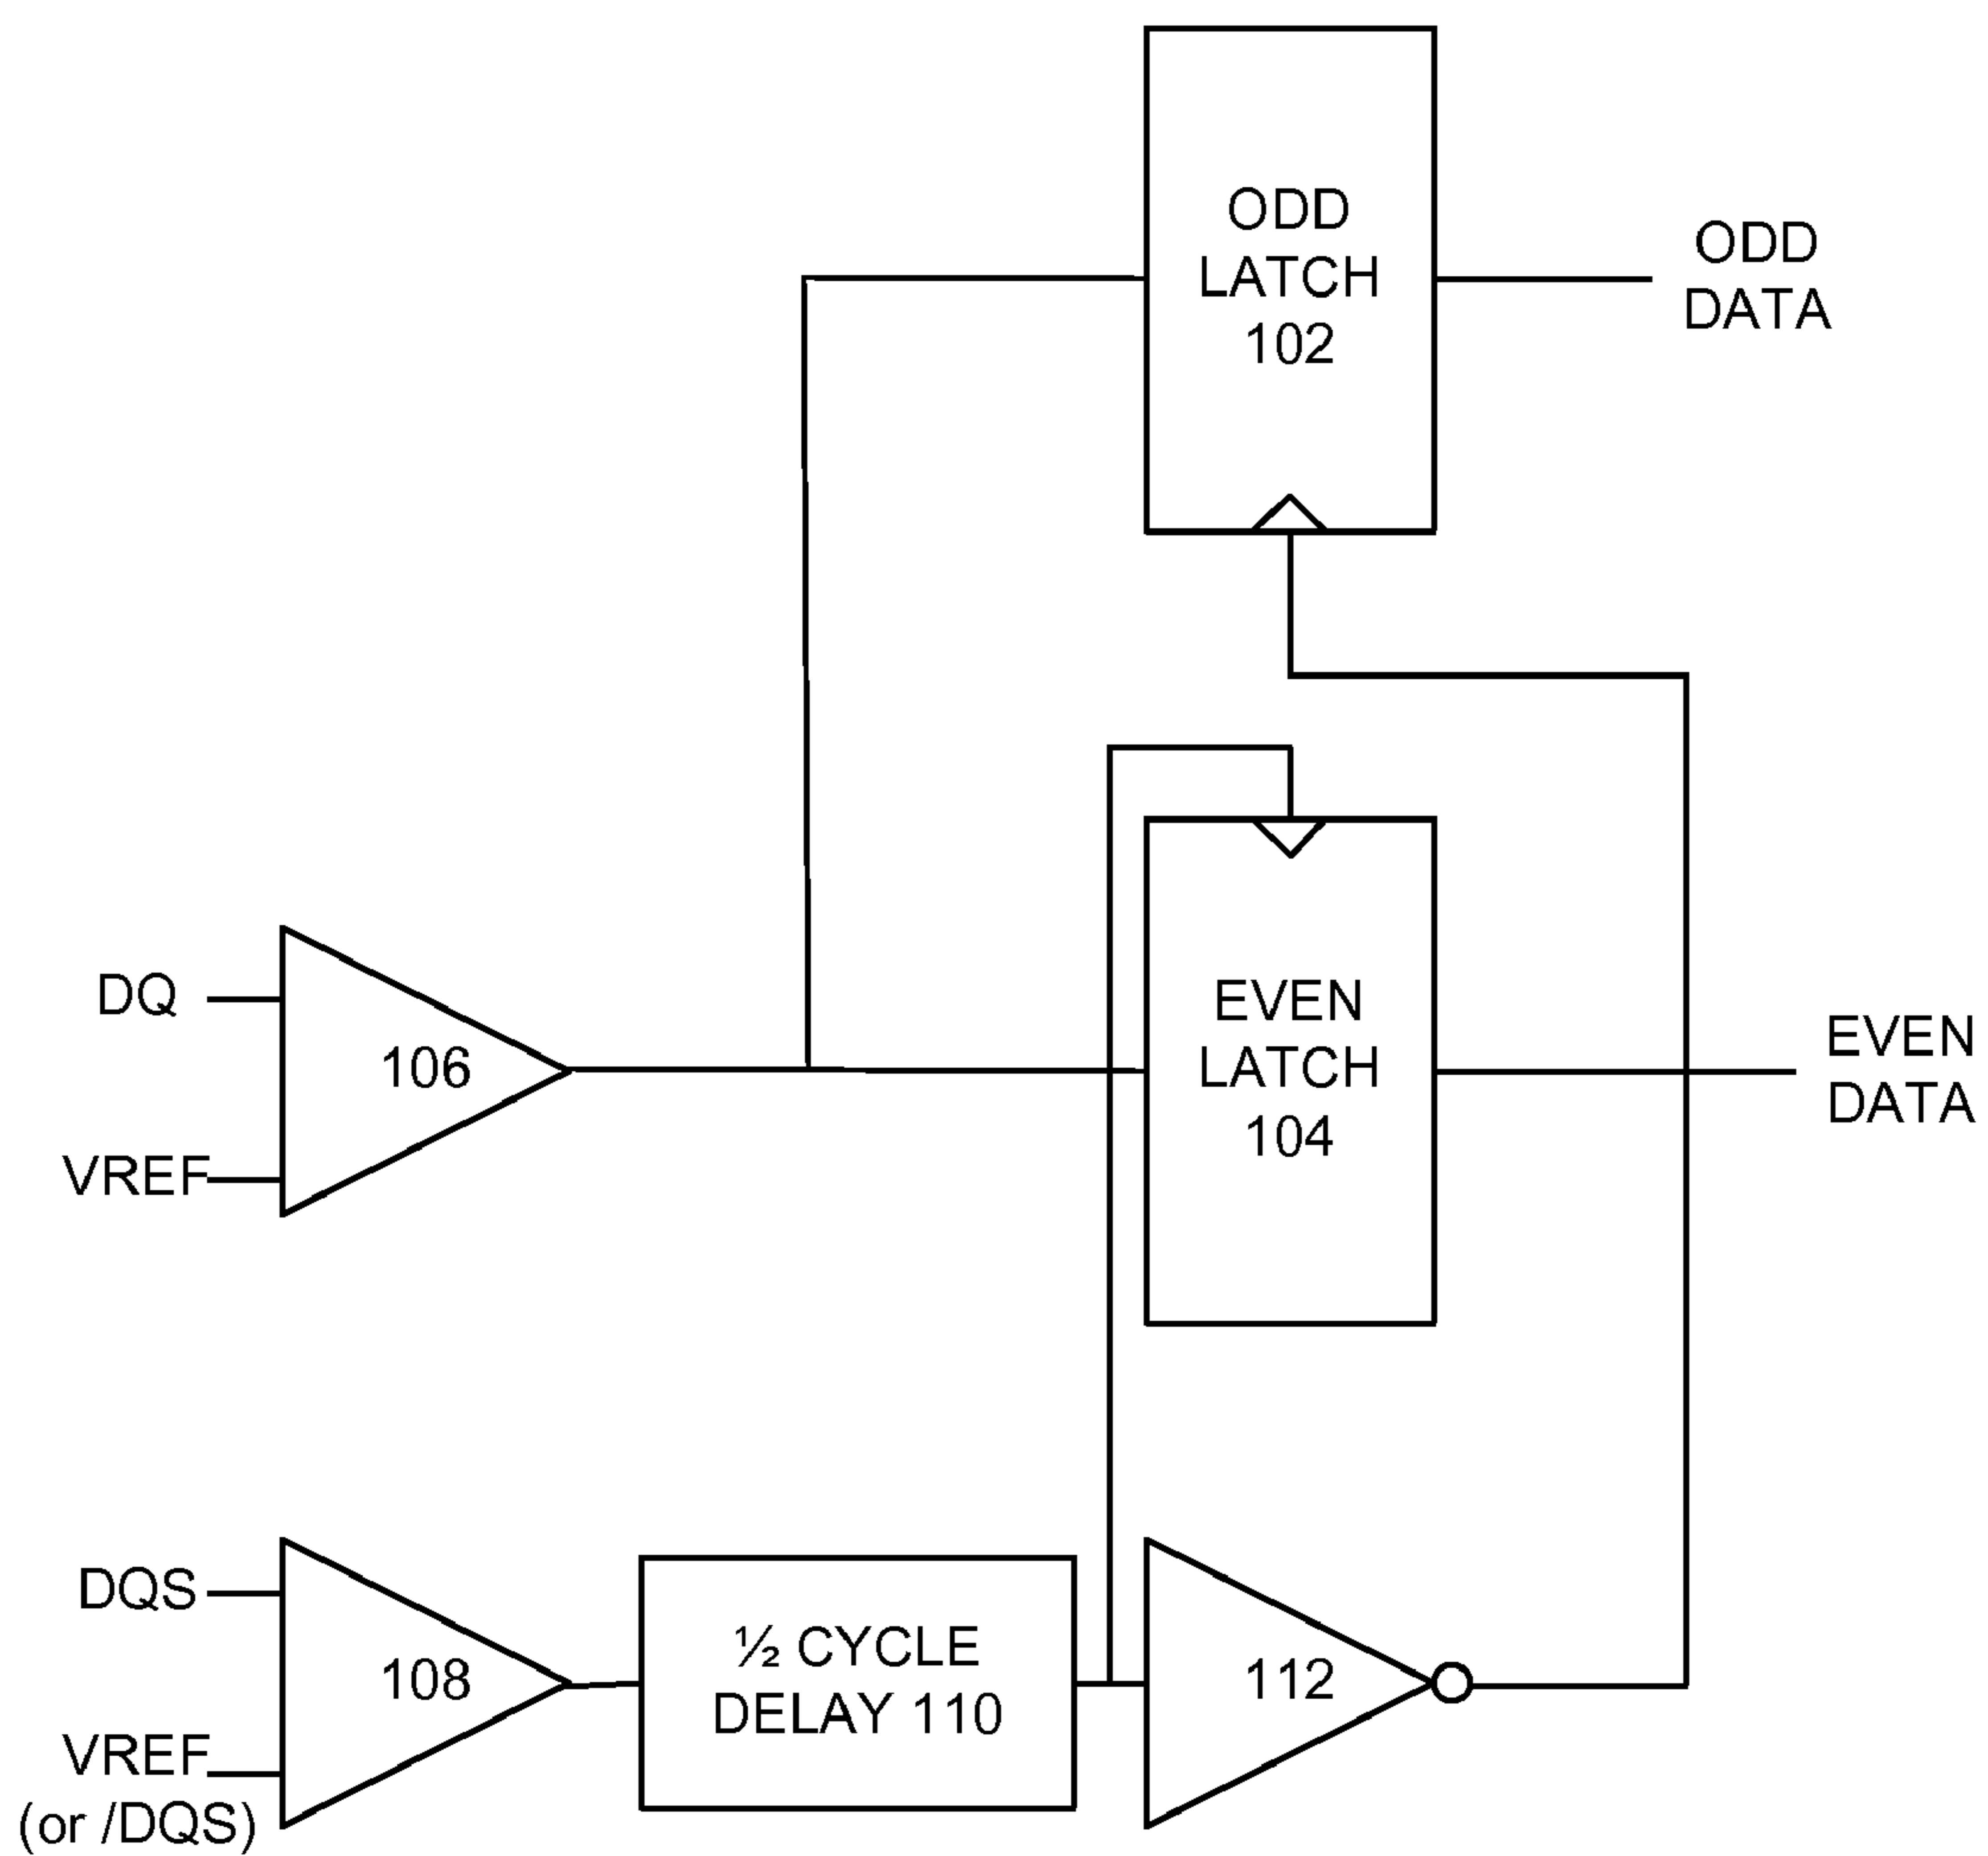 ODD
LATCH
102
ODD
DATA
DQ
106
VREF
EVEN
LATCH
104
EVEN
DATA
DQS
108
VREF
(or /DQS)
½ CYCLE
DELAY 110
112